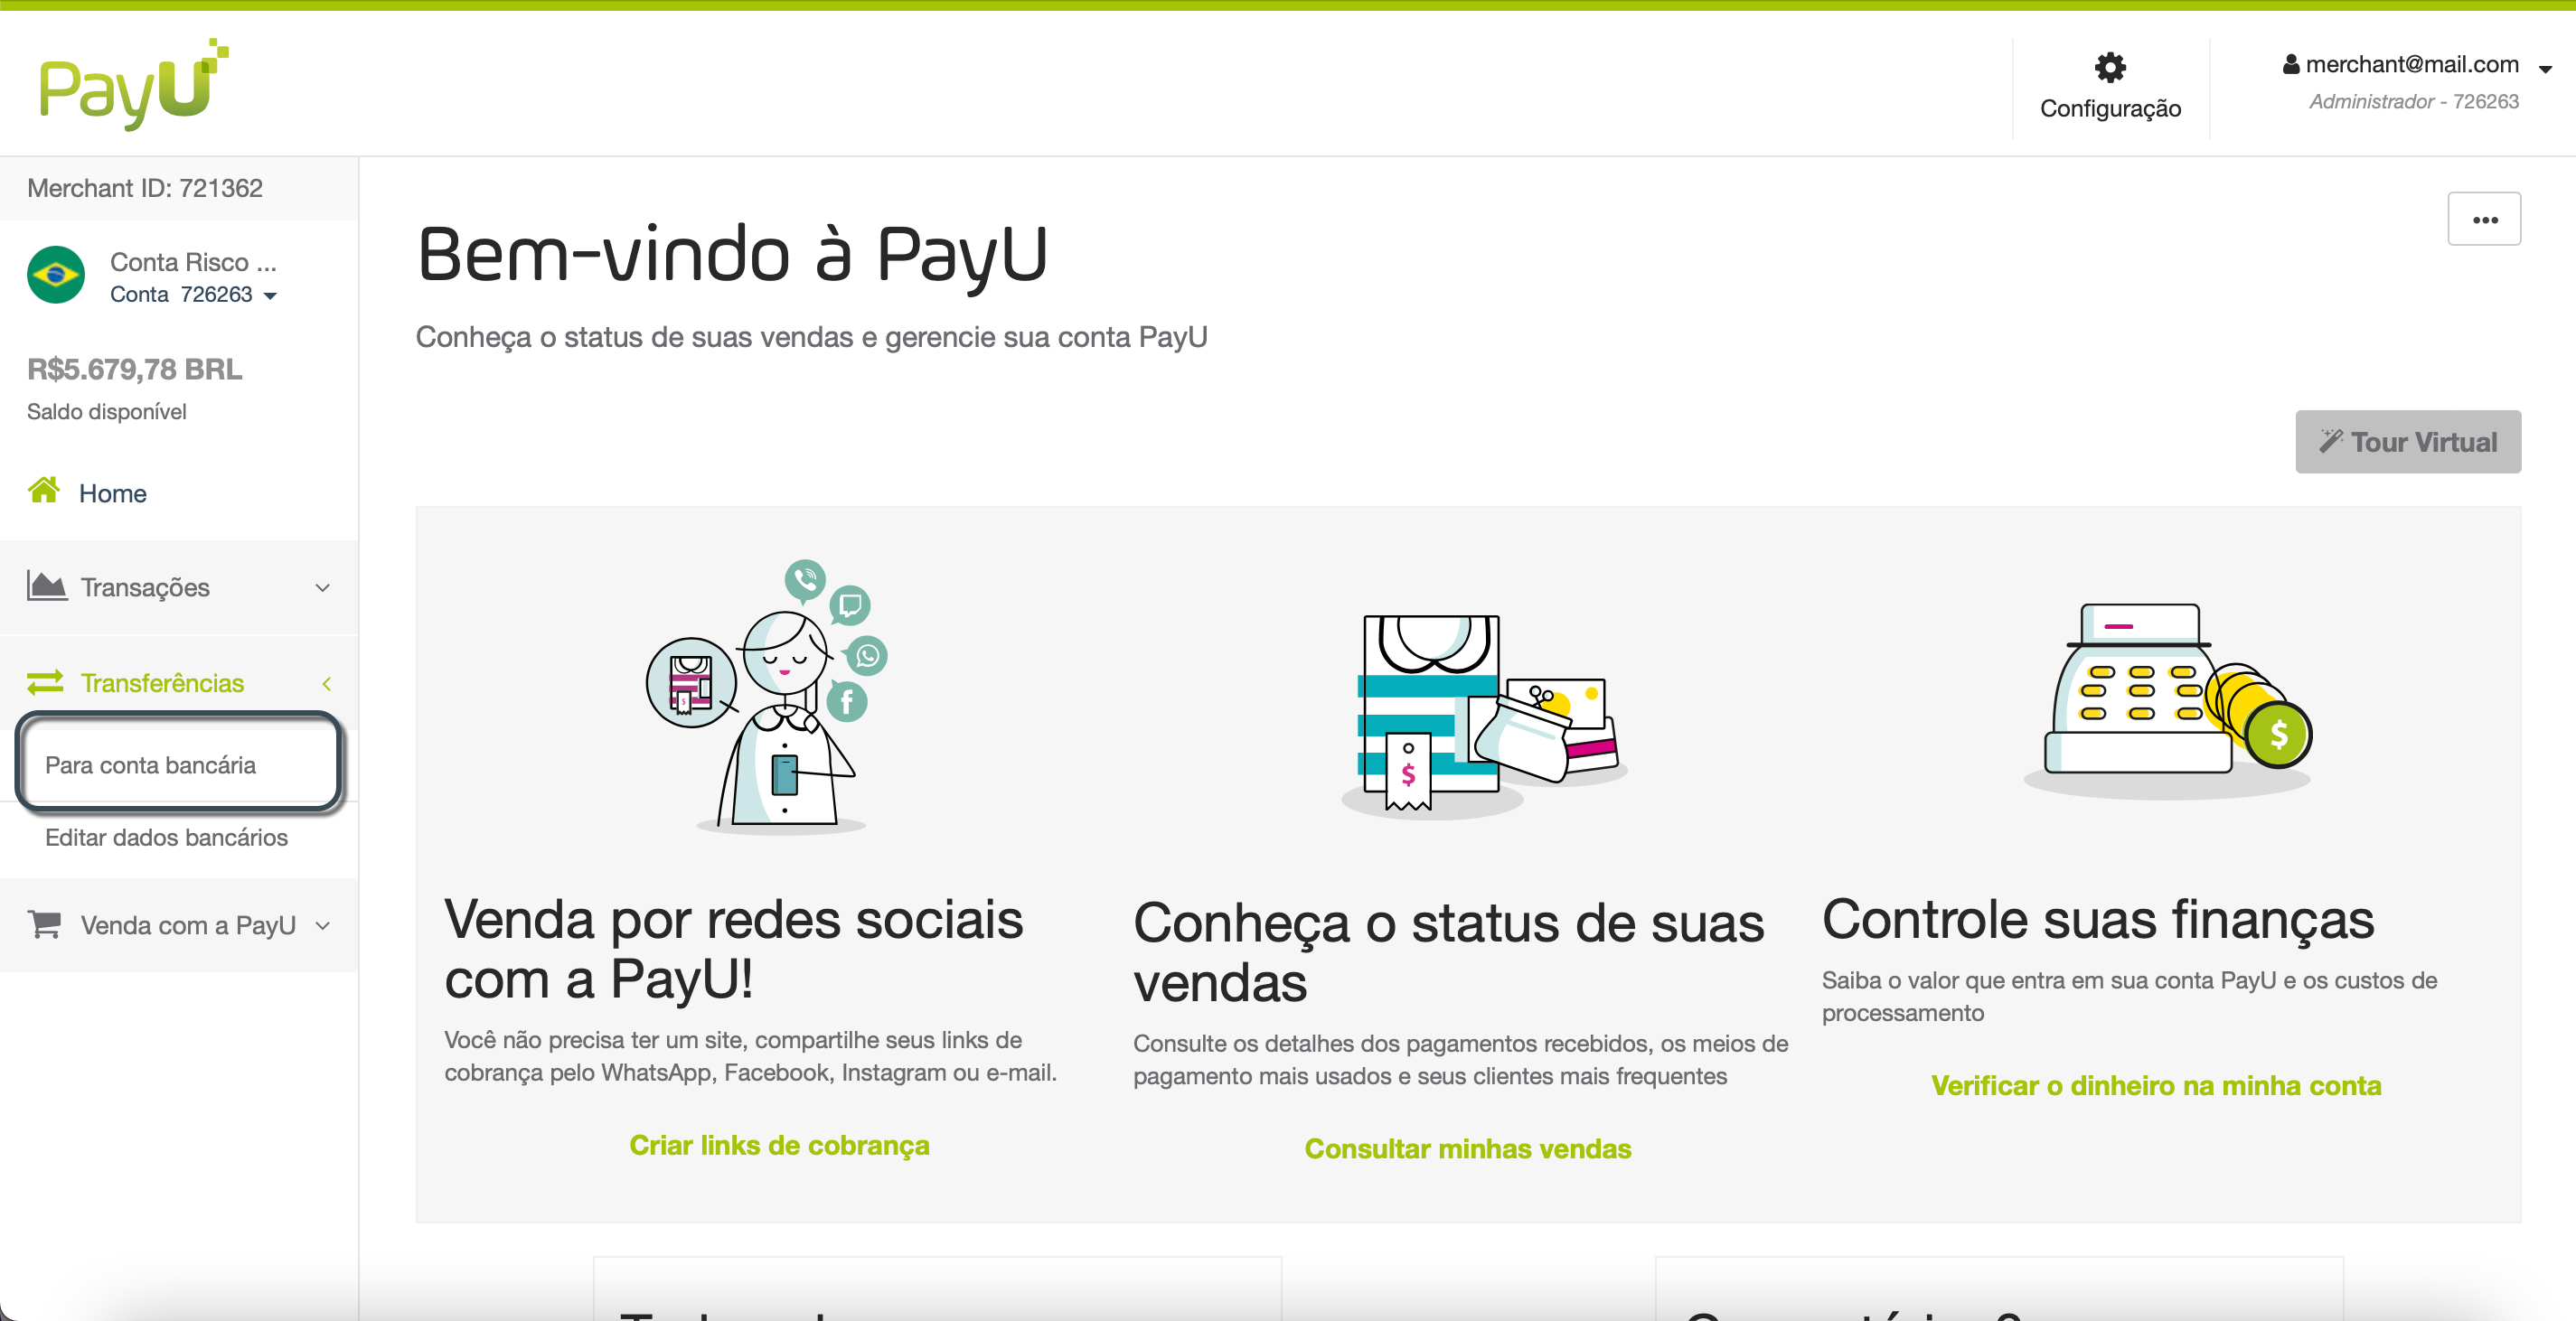 PayU
Configuração
merchant@mail.com
Administrador - 726263
Merchant ID: 721362
Conta Risco ...
Conta 726263
R$5.679,78 BRL
Saldo disponível
Home
Transações
Transferências
Para conta bancária
Editar dados bancários
Venda com a PayU
Bem-vindo à PayU
Conheça o status de suas vendas e gerencie sua conta PayU
Tour Virtual
Venda por redes sociais
com a PayU!
Você não precisa ter um site, compartilhe seus links de
cobrança pelo WhatsApp, Facebook, Instagram ou e-mail.
Criar links de cobrança
Conheça o status de suas
vendas
Consulte os detalhes dos pagamentos recebidos, os meios de
pagamento mais usados e seus clientes mais frequentes
Consultar minhas vendas
Controle suas finanças
Saiba o valor que entra em sua conta PayU e os custos de
processamento
Verificar o dinheiro na minha conta